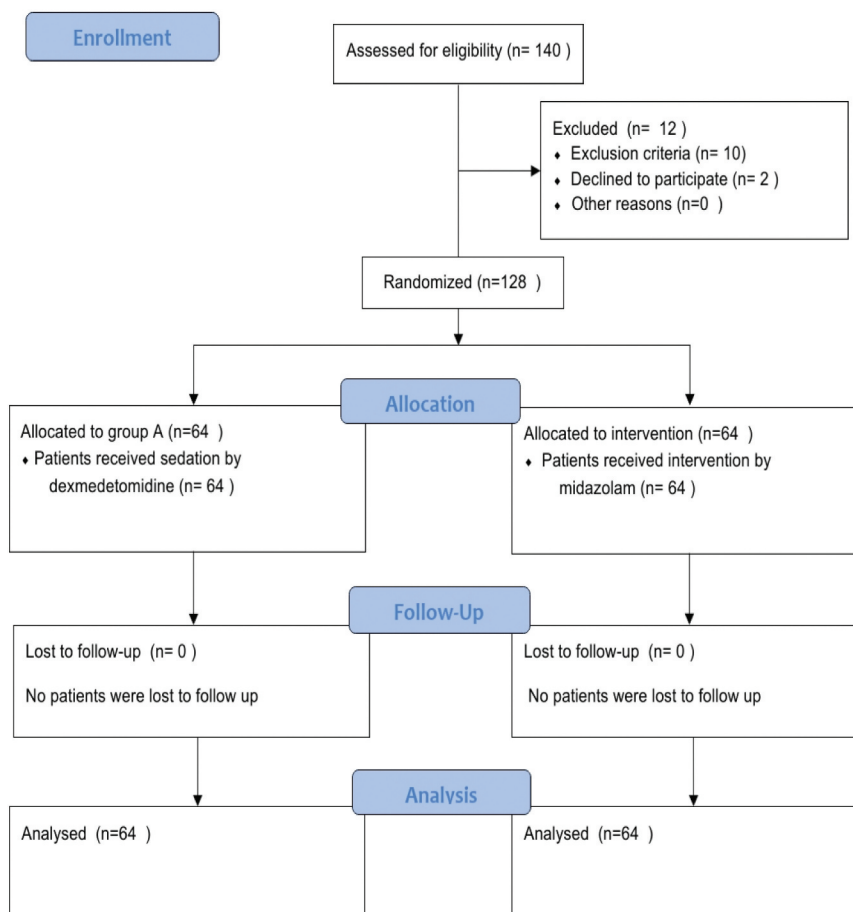 Enrollment
Assessed for eligibility (n= 140 )
Excluded (n= 12 )
♦ Exclusion criteria (n= 10)
♦ Declined to participate (n= 2 )
♦ Other reasons (n=0 )
Randomized (n=128 )
Allocation
Allocated to group A (n=64 )
♦ Patients received sedation by
dexmedetomidine (n= 64 )
Allocated to intervention (n=64 )
♦ Patients received intervention by
midazolam (n= 64 )
Follow-Up
Lost to follow-up (n= 0 )
No patients were lost to follow up
Lost to follow-up (n= 0 )
No patients were lost to follow up
Analysis
Analysed (n=64 )
Analysed (n=64 )